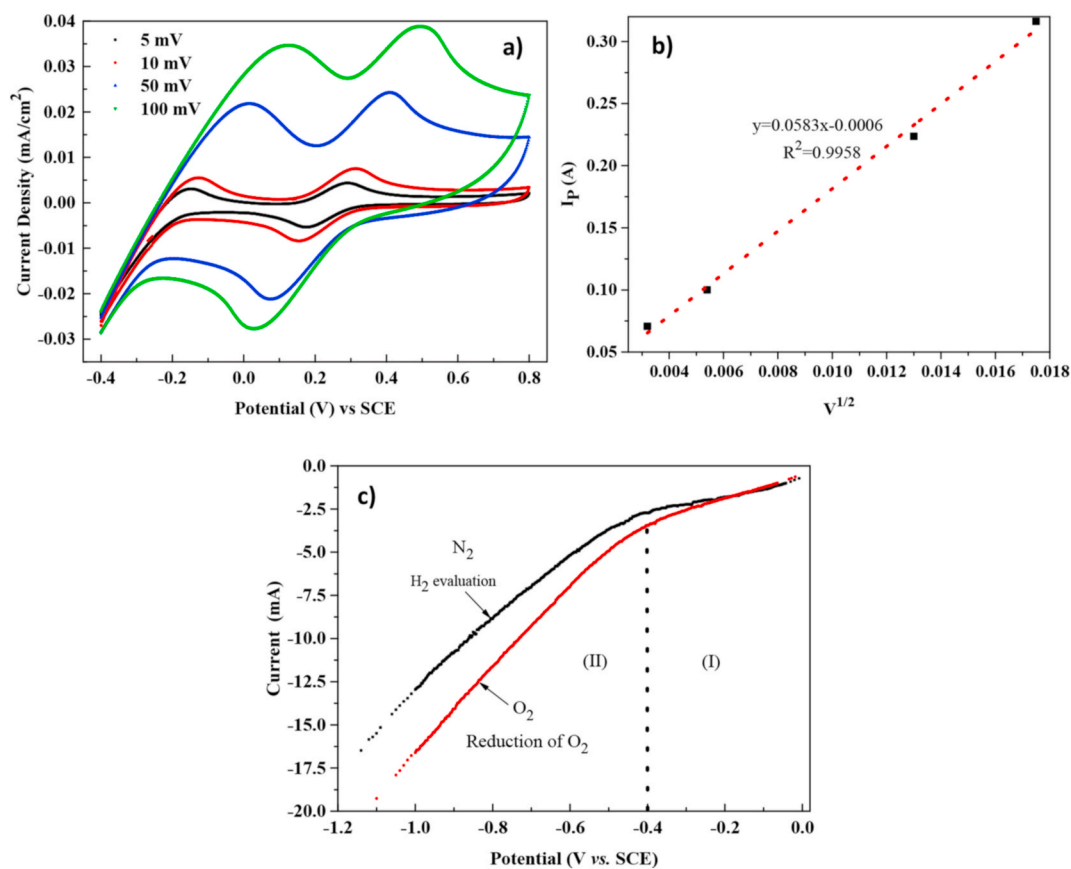 a)
5 mV
10 mV
50 mV
100 mV
0.04
0.03
0.02
0.01
0.00
-0.01
-0.02
-0.03
Current Density (mA/cm²)
-0.4 -0.2 0.0 0.2 0.4 0.6 0.8
Potential (V) vs SCE
b)
y=0.0583x-0.0006
R²=0.9958
0.30
0.25
0.20
0.15
0.10
0.05
I_P (A)
0.004 0.006 0.008 0.010 0.012 0.014 0.016 0.018
V^1/2
c)
0.0
-2.5
-5.0
-7.5
-10.0
-12.5
-15.0
-17.5
-20.0
Current (mA)
N₂
H₂ evaluation
(II)
(I)
O₂
Reduction of O₂
-1.2 -1.0 -0.8 -0.6 -0.4 -0.2 0.0
Potential (V vs. SCE)